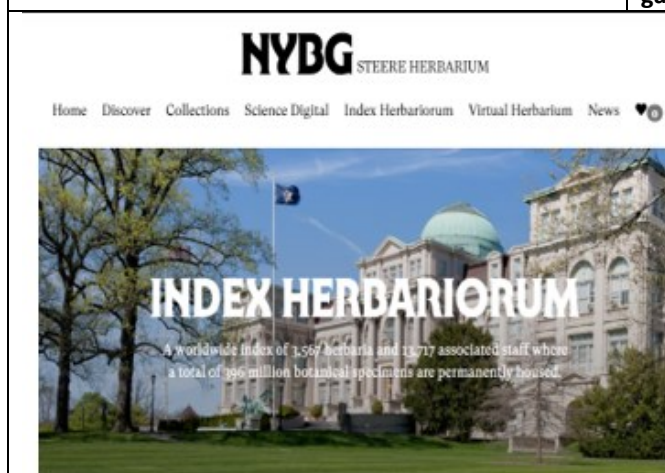 NYBG STEERE HERBARIUM
Home Discover Collections Science Digital Index Herbariorum Virtual Herbarium News 0
INDEX HERBARIORUM
A worldwide index of 3,567 herbaria and 13,717 associated staff where
a total of 396 million botanical specimens are permanently housed.